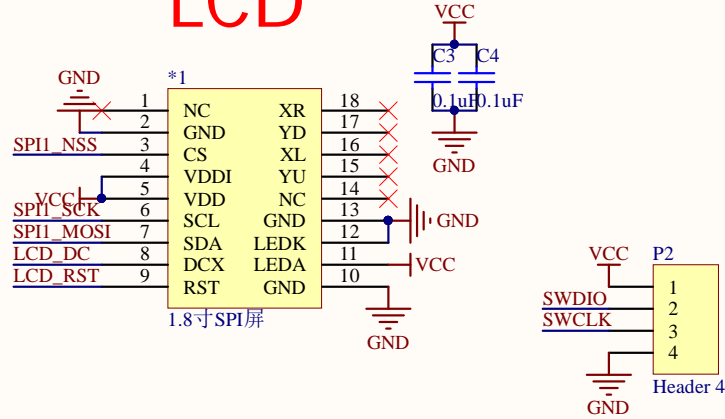 LCD
VCC
C3
C4
0.1uF
0.1uF
GND
GND
*1
1
NC
XR
18
2
GND
YD
17
SPI1_NSS
3
CS
XL
16
4
VDDI
YU
15
VCC
5
VDD
NC
14
SPI1_SCK
6
SCL
GND
13
GND
SPI1_MOSI
7
SDA
LEDK
12
LCD_DC
8
DCX
LEDA
11
VCC
LCD_RST
9
RST
GND
10
1.8寸SPI屏
GND
VCC
P2
1
SWDIO
2
SWCLK
3
4
GND
Header 4